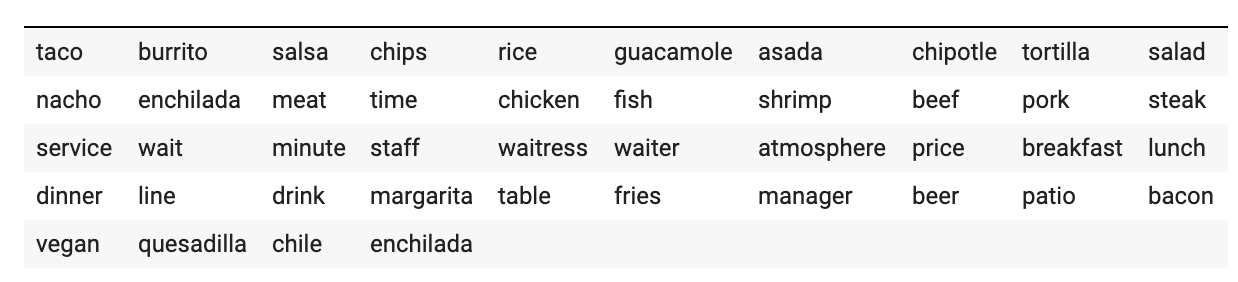 taco burrito salsa chips rice guacamole asada chipotle tortilla salad
nacho enchilada meat time chicken fish shrimp beef pork steak
service wait minute staff waitress waiter atmosphere price breakfast lunch
dinner line drink margarita table fries manager beer patio bacon
vegan quesadilla chile enchilada